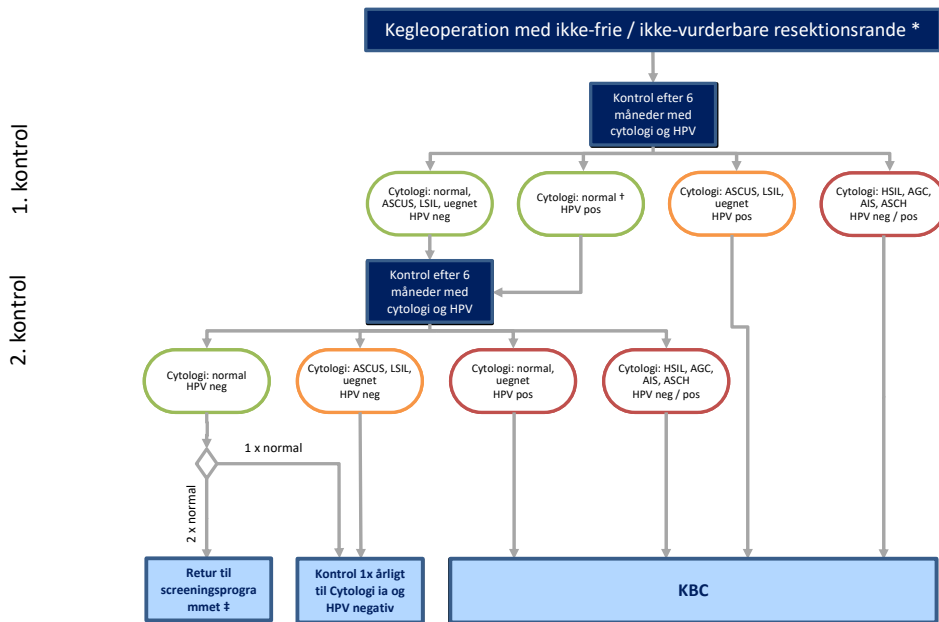 Kegleoperation med ikke-frie / ikke-vurderbare resektionsrande *
1. kontrol
Kontrol efter 6
måneder med
cytologi og HPV
Cytologi: normal,
ASCUS, LSIL, uegnet
HPV neg
Cytologi: normal †
HPV pos
Cytologi: ASCUS, LSIL,
uegnet
HPV pos
Cytologi: HSIL, AGC,
AIS, ASCH
HPV neg / pos
2. kontrol
Kontrol efter 6
måneder med
cytologi og HPV
Cytologi: normal
HPV neg
Cytologi: ASCUS, LSIL,
uegnet
HPV neg
Cytologi: normal,
uegnet
HPV pos
Cytologi: HSIL, AGC,
AIS, ASCH
HPV neg / pos
1 x normal
2 x normal
Retur til
screeningsprogra
mmet ‡
Kontrol 1x årligt
til Cytologi ia og
HPV negativ
KBC